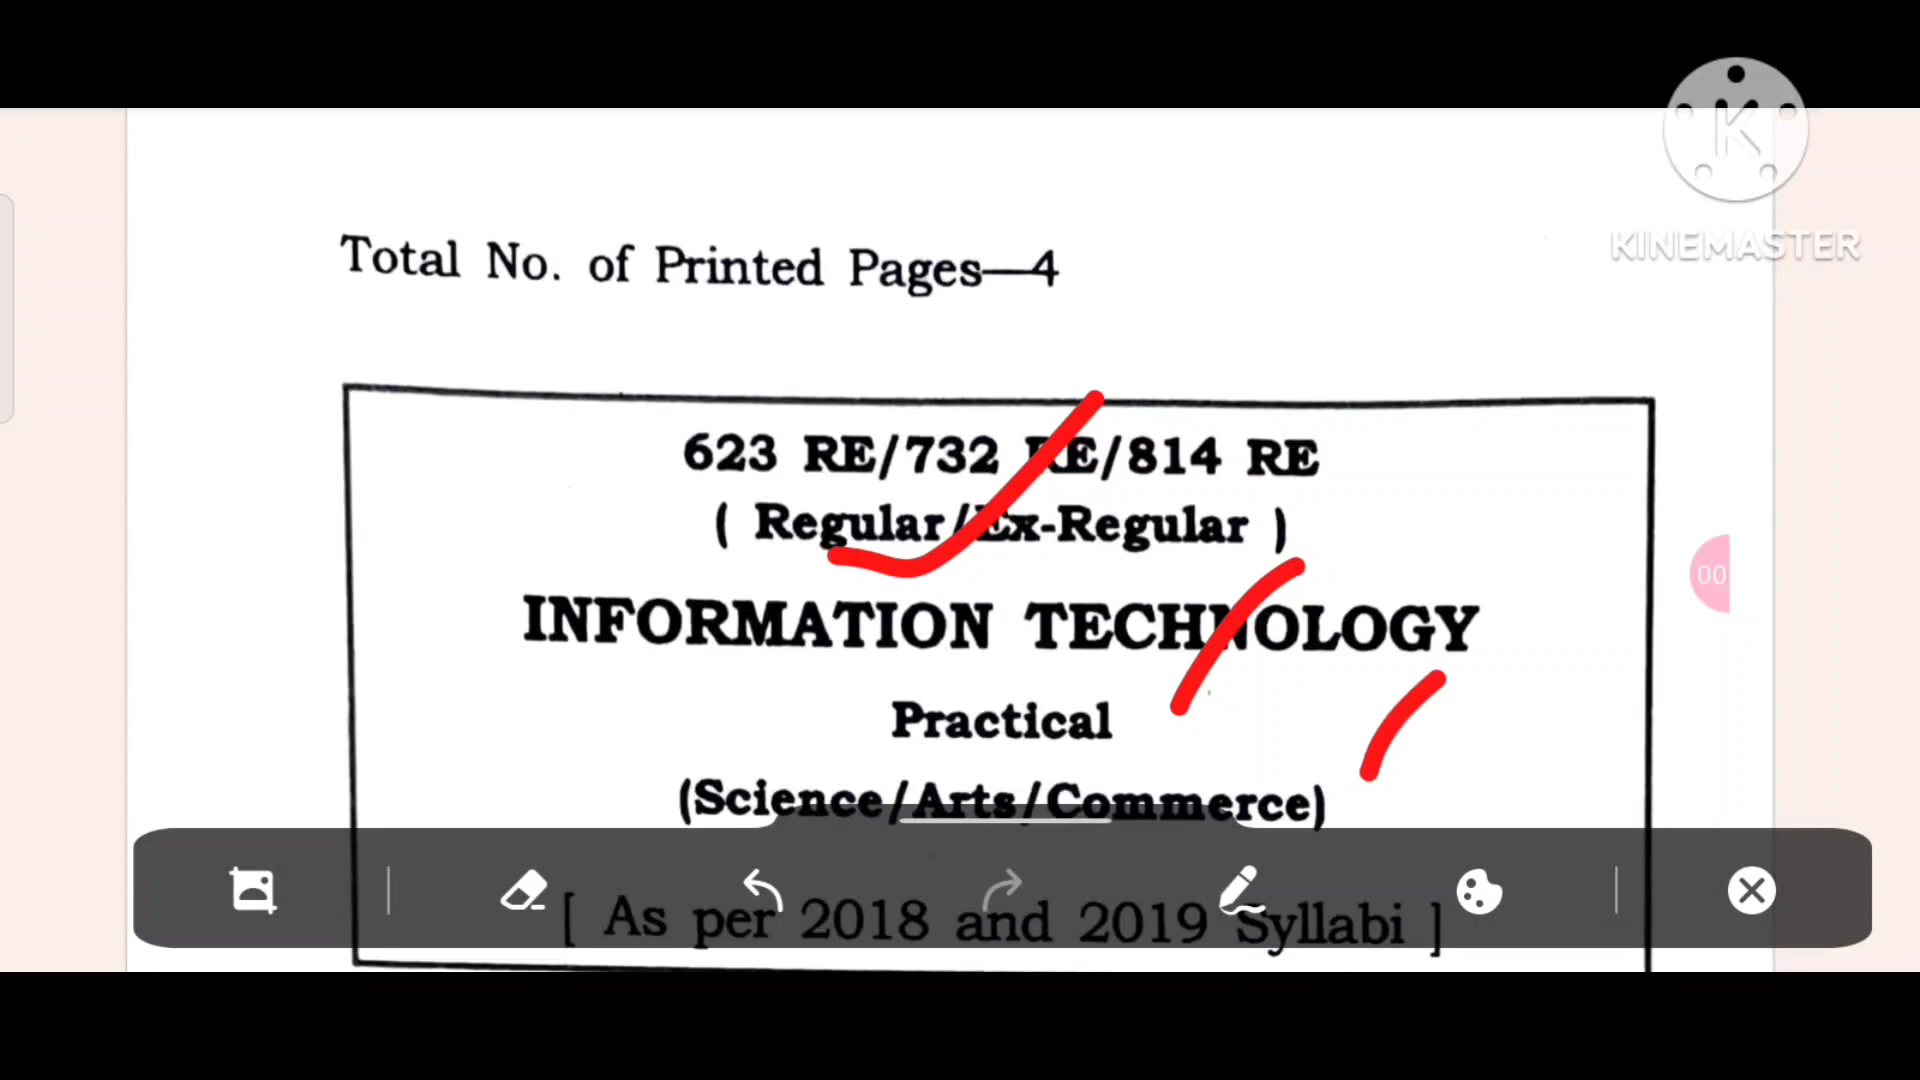 KINEMASTER
Total No. of Printed Pages—4
623 RE/732 RE/814 RE
( Regular/Ex-Regular )
INFORMATION TECHNOLOGY
00
Practical
(Science/Arts/Commerce)
[ As per 2018 and 2019 Syllabi ]